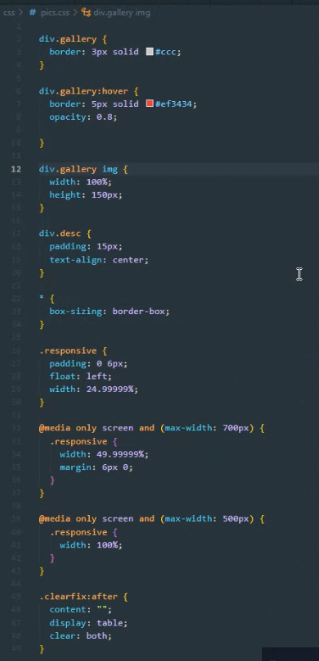 css > # pics.css > div.gallery img
div.gallery {
border: 3px solid #ccc;
}
div.gallery:hover {
border: 5px solid #ef3434;
opacity: 0.8;
}
12 div.gallery img {
width: 100%;
height: 150px;
}
div.desc {
padding: 15px;
text-align: center;
}
* {
box-sizing: border-box;
}
.responsive {
padding: 0 6px;
float: left;
width: 24.99999%;
}
@media only screen and (max-width: 700px) {
.responsive {
width: 49.99999%;
margin: 6px 0;
}
}
@media only screen and (max-width: 500px) {
.responsive {
width: 100%;
}
}
.clearfix:after {
content: "";
display: table;
clear: both;
}